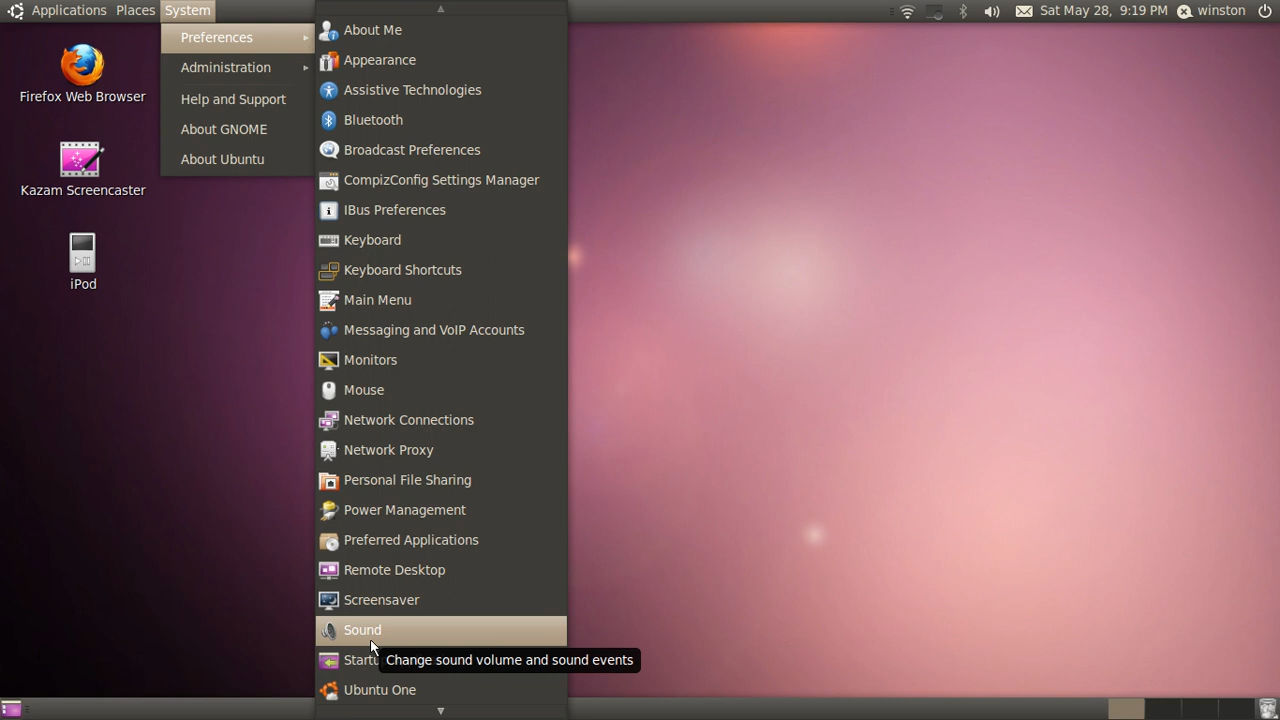 Applications Places System
Sat May 28, 9:19 PM winston
Firefox Web Browser
Kazam Screencaster
iPod
Preferences
Administration
Help and Support
About GNOME
About Ubuntu
About Me
Appearance
Assistive Technologies
Bluetooth
Broadcast Preferences
CompizConfig Settings Manager
IBus Preferences
Keyboard
Keyboard Shortcuts
Main Menu
Messaging and VoIP Accounts
Monitors
Mouse
Network Connections
Network Proxy
Personal File Sharing
Power Management
Preferred Applications
Remote Desktop
Screensaver
Sound
Change sound volume and sound events
Ubuntu One